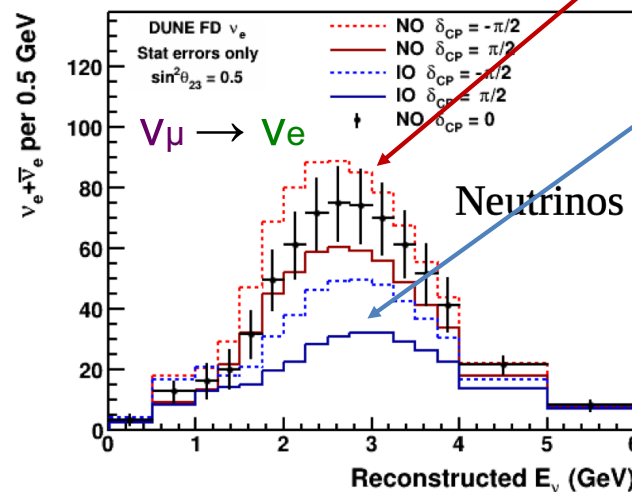 DUNE FD νe
Stat errors only
sin²θ23 = 0.5
NO δCP = -π/2
NO δCP = π/2
IO δCP = -π/2
IO δCP = π/2
NO δCP = 0
νμ → νe
Neutrinos
νe+ν̄e per 0.5 GeV
120
100
80
60
40
20
0
0 1 2 3 4 5 6
Reconstructed Eν (GeV)